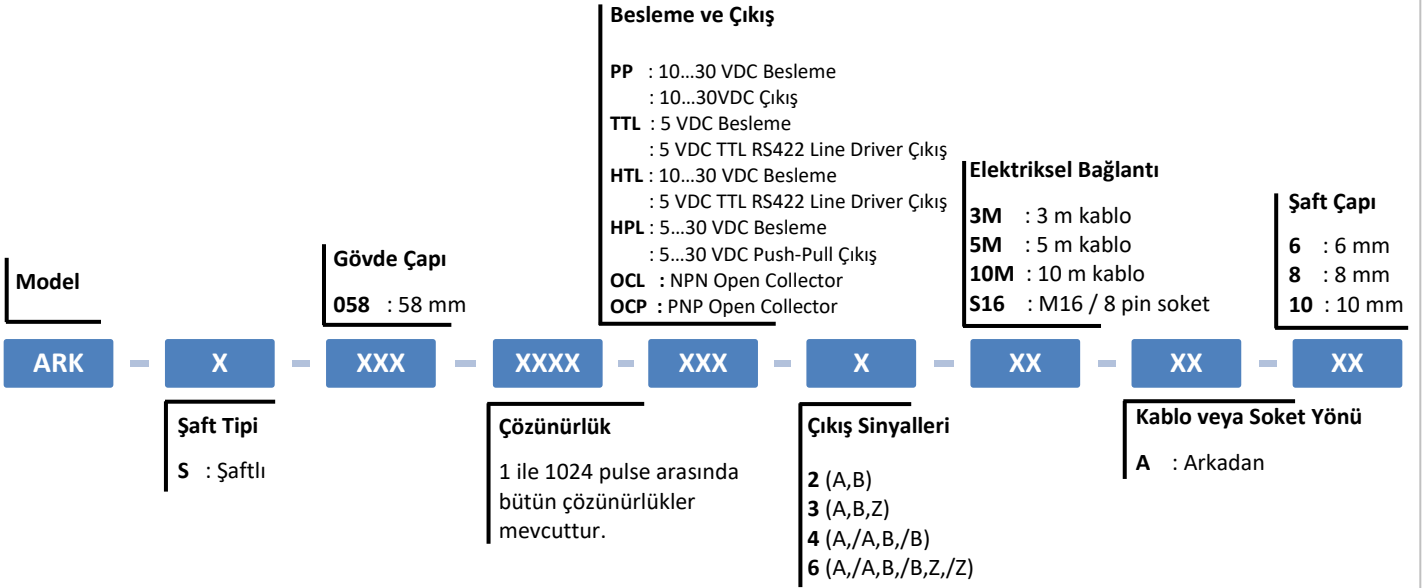 Besleme ve Çıkış
PP : 10...30 VDC Besleme
: 10...30VDC Çıkış
TTL : 5 VDC Besleme
: 5 VDC TTL RS422 Line Driver Çıkış
HTL : 10...30 VDC Besleme
: 5 VDC TTL RS422 Line Driver Çıkış
HPL : 5...30 VDC Besleme
: 5...30 VDC Push-Pull Çıkış
OCL : NPN Open Collector
OCP : PNP Open Collector
Elektriksel Bağlantı
3M : 3 m kablo
5M : 5 m kablo
10M : 10 m kablo
S16 : M16 / 8 pin soket
Şaft Çapı
6 : 6 mm
8 : 8 mm
10 : 10 mm
Gövde Çapı
058 : 58 mm
Model
ARK – X – XXX – XXXX – XXX – X – XX – XX – XX
Şaft Tipi
S : Şaftlı
Çözünürlük
1 ile 1024 pulse arasında
bütün çözünürlükler
mevcuttur.
Çıkış Sinyalleri
2 (A,B)
3 (A,B,Z)
4 (A,/A,B,/B)
6 (A,/A,B,/B,Z,/Z)
Kablo veya Soket Yönü
A : Arkadan